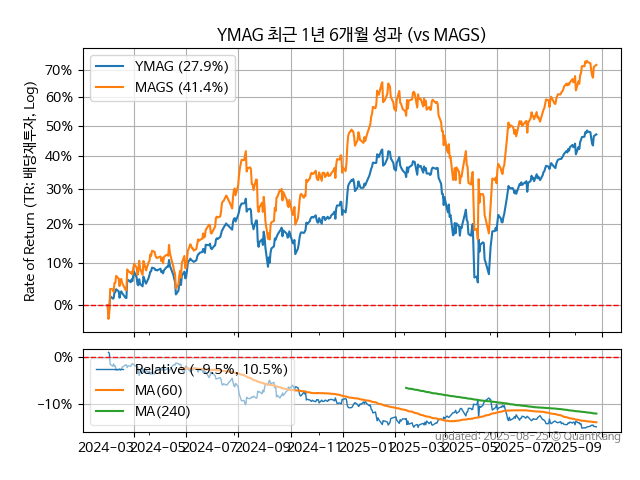 YMAG 최근 1년 6개월 성과 (vs MAGS)
Rate of Return (TR: 배당재투자, Log)
70%
60%
50%
40%
30%
20%
10%
0%
YMAG (27.9%)
MAGS (41.4%)
0%
−10%
Relative (−9.5%, 10.5%)
MA(60)
MA(240)
2024-03 2024-05 2024-07 2024-09 2024-11 2025-01 2025-03 2025-05 2025-07 2025-09
updated: 2025-08-25 © QuantKang